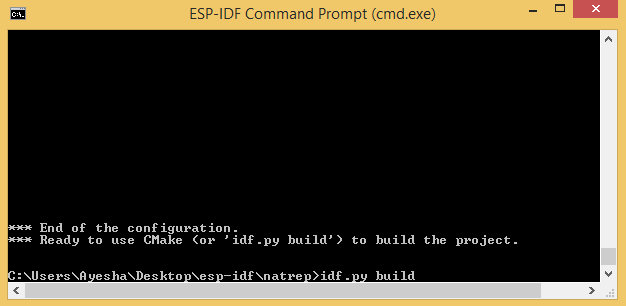 ESP-IDF Command Prompt (cmd.exe)
*** End of the configuration.
*** Ready to use CMake (or 'idf.py build') to build the project.
C:\Users\Ayesha\Desktop\esp-idf\natrep>idf.py build